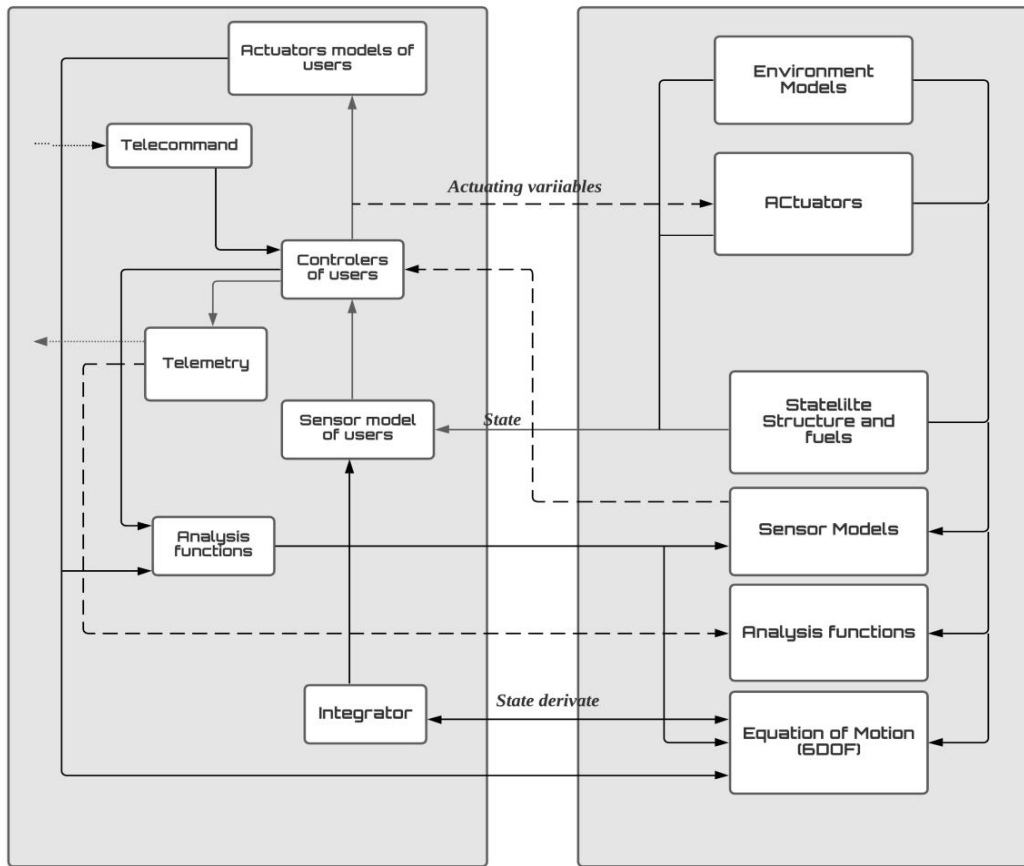 Actuators models of
users
Telecommand
Controlers
of users
Telemetry
Sensor model
of users
Analysis
functions
Integrator
Actuating variiables
State
State derivate
Environment
Models
ACtuators
Statelilte
Structure and
fuels
Sensor Models
Analysis functions
Equation of Motion
(6DOF)